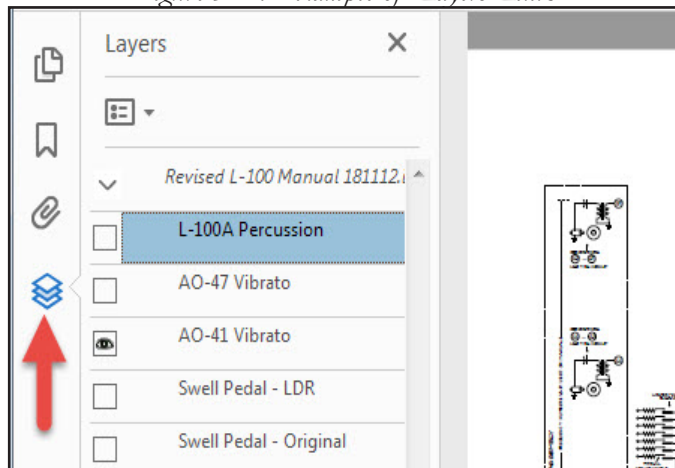 Layers
Revised L-100 Manual 181112.
L-100A Percussion
AO-47 Vibrato
AO-41 Vibrato
Swell Pedal - LDR
Swell Pedal - Original